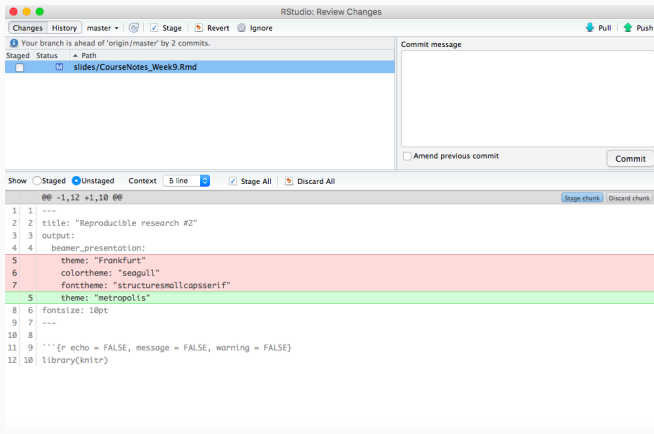 RStudio: Review Changes
Changes History master Stage Revert Ignore Pull Push
Your branch is ahead of 'origin/master' by 2 commits.
Staged Status Path
M slides/CourseNotes_Week9.Rmd
Commit message
Amend previous commit
Commit
Show Staged Unstaged Context 5 line Stage All Discard All
@@ -1,12 +1,10 @@ Stage chunk Discard chunk
1 1 ---
2 2 title: "Reproducible research #2"
3 3 output:
4 4 beamer_presentation:
5 theme: "Frankfurt"
6 colortheme: "seagull"
7 fonttheme: "structuresmallcapsserif"
5 theme: "metropolis"
8 6 fontsize: 10pt
9 7 ---
10 8
11 9 ```{r echo = FALSE, message = FALSE, warning = FALSE}
12 10 library(knitr)